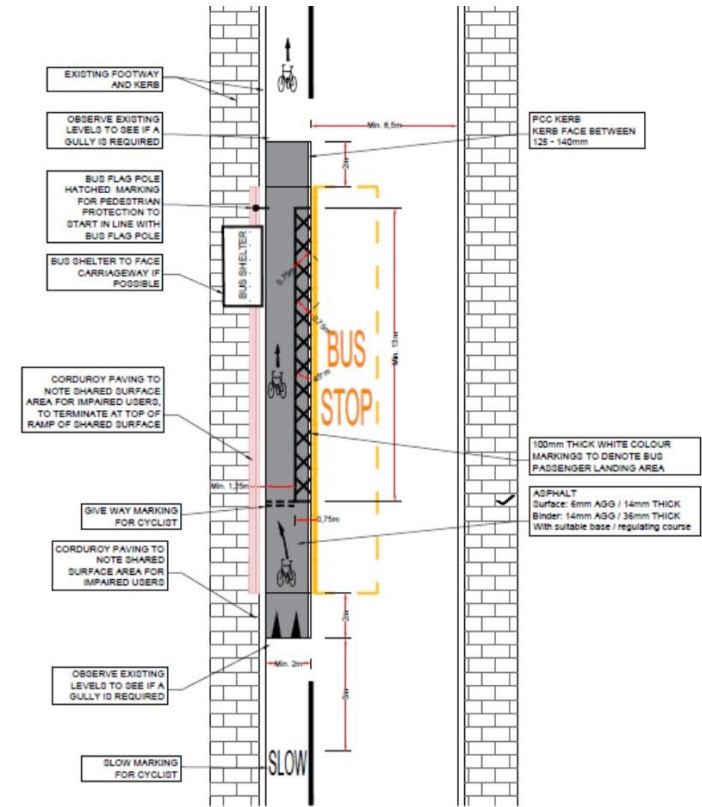 EXISTING FOOTWAY
AND KERB
OBSERVE EXISTING
LEVELS TO SEE IF A
GULLY IS REQUIRED
BUS FLAG POLE
HATCHED MARKING
FOR PEDESTRIAN
PROTECTION TO
START IN LINE WITH
BUS FLAG POLE
BUS SHELTER TO FACE
CARRIAGEWAY IF
POSSIBLE
CORDUROY PAVING TO
NOTE SHARED SURFACE
AREA FOR IMPAIRED USERS,
TO TERMINATE AT TOP OF
RAMP OF SHARED SURFACE
GIVE WAY MARKING
FOR CYCLIST
CORDUROY PAVING TO
NOTE SHARED
SURFACE AREA FOR
IMPAIRED USERS
OBSERVE EXISTING
LEVELS TO SEE IF A
GULLY IS REQUIRED
SLOW MARKING
FOR CYCLIST
BUS SHELTER
Min. 6,5m
2m
0,75m
0,75m
40°
Min. 13m
BUS
STOP
Min. 1,25m
0,75m
2m
Min. 2m
5m
SLOW
PCC KERB
KERB FACE BETWEEN
125 - 140mm
100mm THICK WHITE COLOUR
MARKINGS TO DENOTE BUS
PASSENGER LANDING AREA
ASPHALT
Surface: 6mm AGG / 14mm THICK
Binder: 14mm AGG / 36mm THICK
With suitable base / regulating course